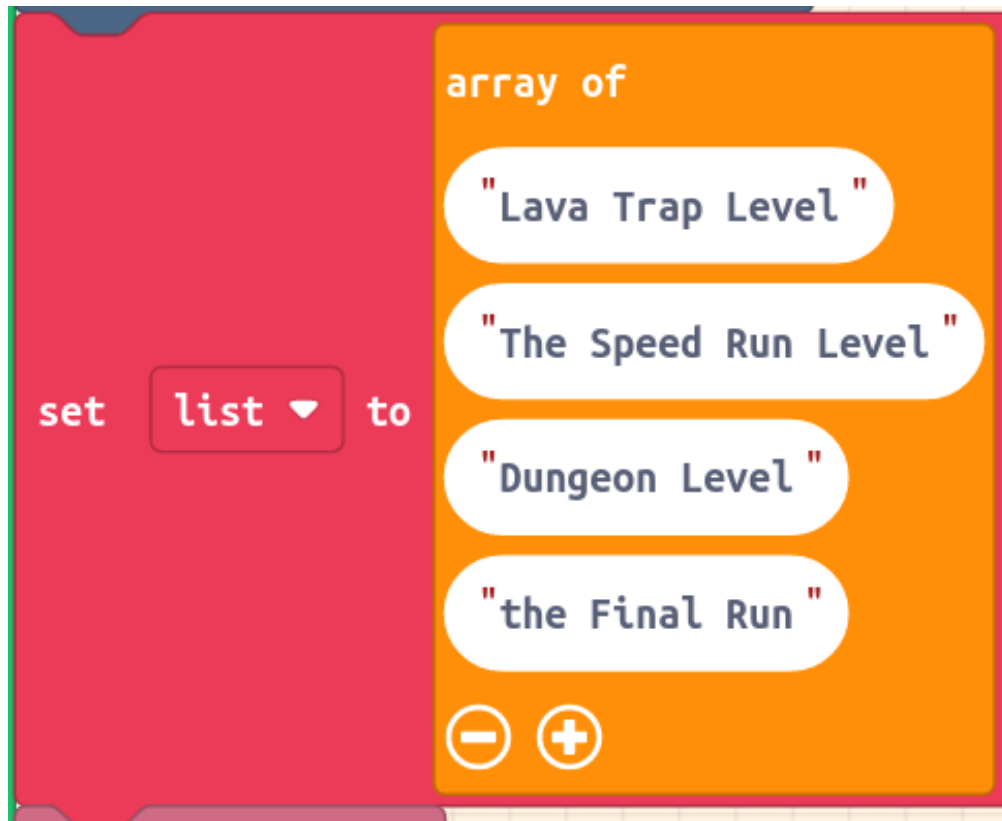 array of
"Lava Trap Level"
"The Speed Run Level"
set list to
"Dungeon Level"
"the Final Run"